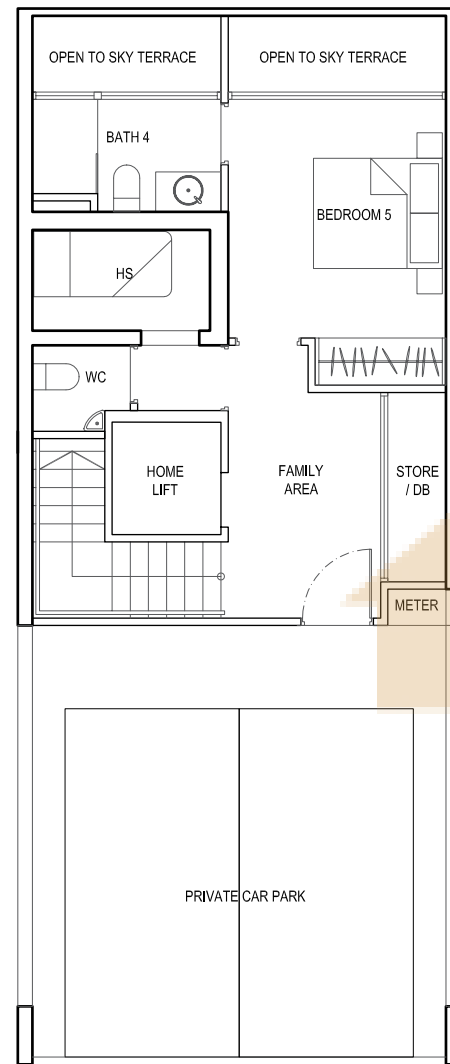 OPEN TO SKY TERRACE
OPEN TO SKY TERRACE
BATH 4
BEDROOM 5
HS
WC
HOME
LIFT
FAMILY
AREA
STORE
/ DB
METER
PRIVATE CAR PARK